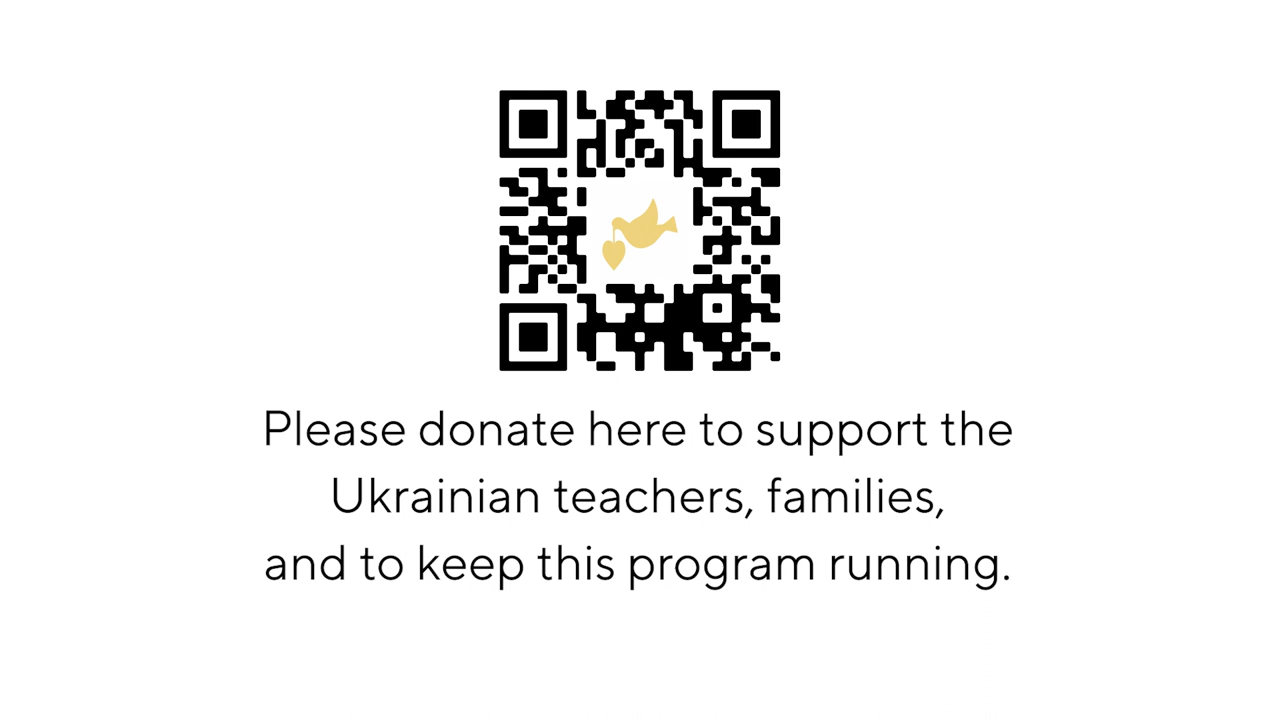 Please donate here to support the
Ukrainian teachers, families,
and to keep this program running.